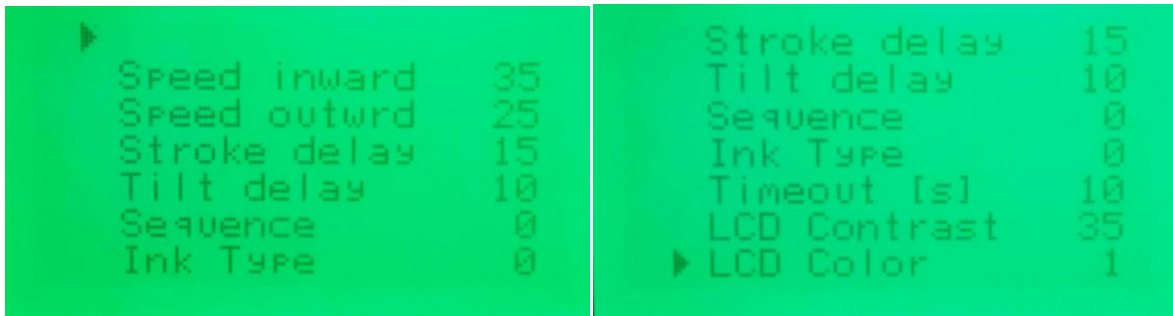 Speed inward 35
Speed outwrd 25
Stroke delay 15
Tilt delay 10
Sequence 0
Ink Type 0
Stroke delay 15
Tilt delay 10
Sequence 0
Ink Type 0
Timeout [s] 10
LCD Contrast 35
LCD Color 1